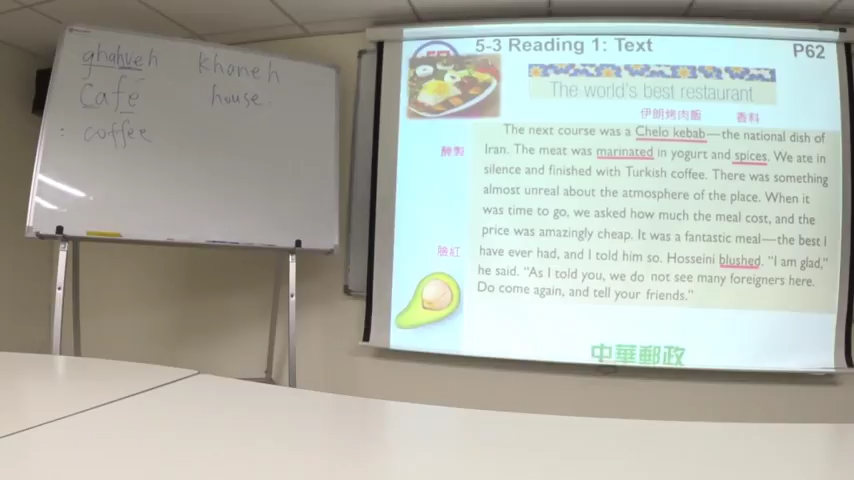 ghahveh
khaneh
Café
house
: coffee
5-3 Reading 1: Text
P62
The world's best restaurant
伊朗烤肉飯
香料
The next course was a Chelo kebab—the national dish of
醃製
Iran. The meat was marinated in yogurt and spices. We ate in
silence and finished with Turkish coffee. There was something
almost unreal about the atmosphere of the place. When it
was time to go, we asked how much the meal cost, and the
price was amazingly cheap. It was a fantastic meal—the best I
臉紅
have ever had, and I told him so. Hosseini blushed. "I am glad,"
he said. "As I told you, we do not see many foreigners here.
Do come again, and tell your friends."
中華郵政